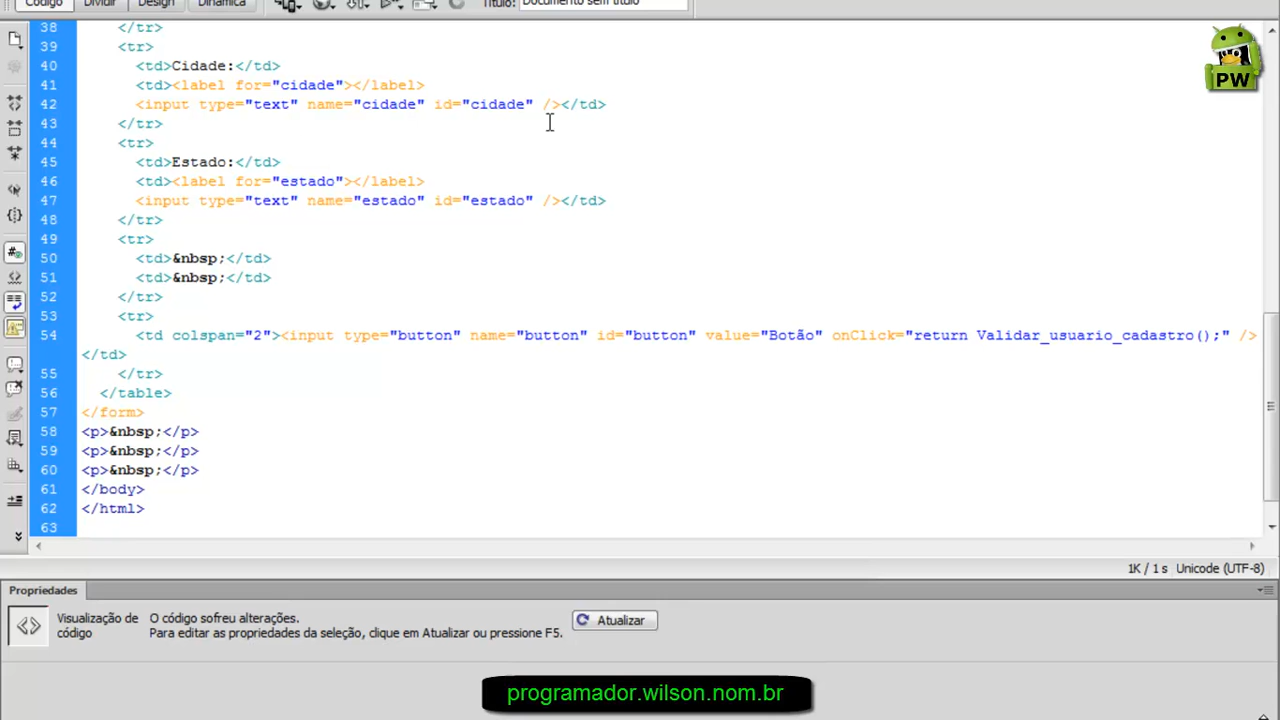 Código Dividir Design Dinâmica Título: Documento sem título
38 </tr>
39 <tr>
40 <td>Cidade:</td>
41 <td><label for="cidade"></label>
42 <input type="text" name="cidade" id="cidade" /></td>
43 </tr>
44 <tr>
45 <td>Estado:</td>
46 <td><label for="estado"></label>
47 <input type="text" name="estado" id="estado" /></td>
48 </tr>
49 <tr>
50 <td>&nbsp;</td>
51 <td>&nbsp;</td>
52 </tr>
53 <tr>
54 <td colspan="2"><input type="button" name="button" id="button" value="Botão" onClick="return Validar_usuario_cadastro();" />
</td>
55 </tr>
56 </table>
57 </form>
58 <p>&nbsp;</p>
59 <p>&nbsp;</p>
60 <p>&nbsp;</p>
61 </body>
62 </html>
63
PW
1K / 1 s Unicode (UTF-8)
Propriedades
Visualização de código
O código sofreu alterações.
Para editar as propriedades da seleção, clique em Atualizar ou pressione F5.
Atualizar
programador.wilson.nom.br